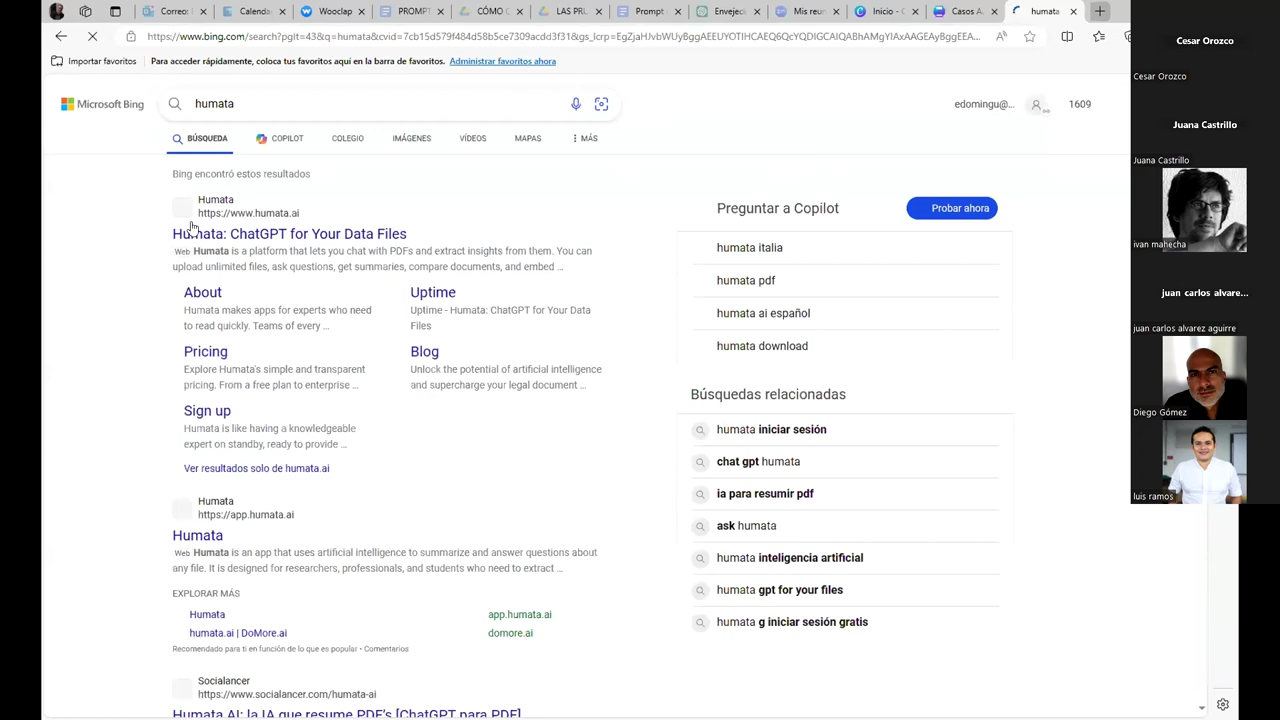 Correo: I
Calenda
Wooclap
PROMPT
CÓMO C
LAS PRU
Prompt
Envejec
Mis reu
Inicio - C
Casos A
humata
https://www.bing.com/search?pglt=43&q=humata&cvid=7cb15d579f484d58b5ce7309acdd3f31&gs_lcrp=EgZjaHJvbWUyBggAEEUYOTIHCAEQ6QcYQDIGCAIQABhAMgYIAxAAGEAyBggEEA...
Importar favoritos
Para acceder rápidamente, coloca tus favoritos aquí en la barra de favoritos. Administrar favoritos ahora
Microsoft Bing
humata
edomingu@...
1609
BÚSQUEDA
COPILOT
COLEGIO
IMÁGENES
VÍDEOS
MAPAS
MÁS
Bing encontró estos resultados
Humata
https://www.humata.ai
Humata: ChatGPT for Your Data Files
Web Humata is a platform that lets you chat with PDFs and extract insights from them. You can
upload unlimited files, ask questions, get summaries, compare documents, and embed ...
About
Humata makes apps for experts who need
to read quickly. Teams of every ...
Uptime
Uptime - Humata: ChatGPT for Your Data
Files
Pricing
Explore Humata's simple and transparent
pricing. From a free plan to enterprise ...
Blog
Unlock the potential of artificial intelligence
and supercharge your legal document ...
Sign up
Humata is like having a knowledgeable
expert on standby, ready to provide ...
Ver resultados solo de humata.ai
Humata
https://app.humata.ai
Humata
Web Humata is an app that uses artificial intelligence to summarize and answer questions about
any file. It is designed for researchers, professionals, and students who need to extract ...
EXPLORAR MÁS
Humata
app.humata.ai
humata.ai | DoMore.ai
domore.ai
Recomendado para ti en función de lo que es popular • Comentarios
Socialancer
https://www.socialancer.com/humata-ai
Humata AI: la IA que resume PDF's [ChatGPT para PDF]
Preguntar a Copilot
Probar ahora
humata italia
humata pdf
humata ai español
humata download
Búsquedas relacionadas
humata iniciar sesión
chat gpt humata
ia para resumir pdf
ask humata
humata inteligencia artificial
humata gpt for your files
humata g iniciar sesión gratis
Cesar Orozco
Cesar Orozco
Juana Castrillo
Juana Castrillo
ivan mahecha
juan carlos alvare...
juan carlos alvarez aguirre
Diego Gómez
luis ramos